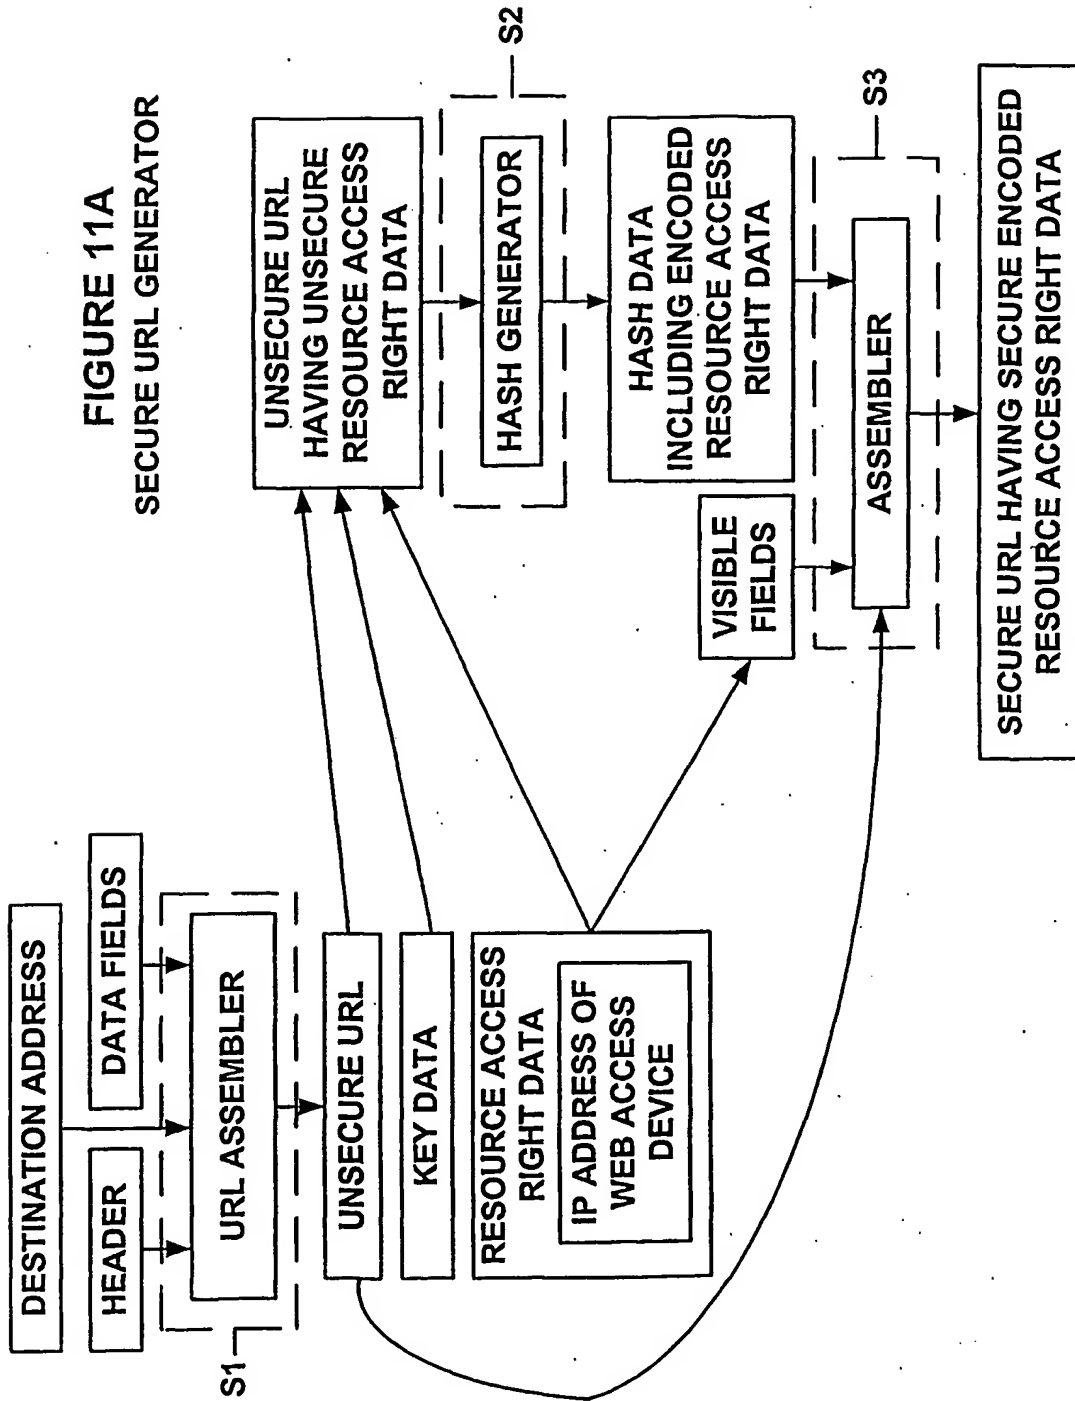 FIGURE 11A
SECURE URL GENERATOR
DESTINATION ADDRESS
HEADER
DATA FIELDS
S1
URL ASSEMBLER
UNSECURE URL
KEY DATA
RESOURCE ACCESS
RIGHT DATA
IP ADDRESS OF
WEB ACCESS
DEVICE
UNSECURE URL
HAVING UNSECURE
RESOURCE ACCESS
RIGHT DATA
HASH GENERATOR
S2
HASH DATA
INCLUDING ENCODED
RESOURCE ACCESS
RIGHT DATA
VISIBLE
FIELDS
ASSEMBLER
S3
SECURE URL HAVING SECURE ENCODED
RESOURCE ACCESS RIGHT DATA